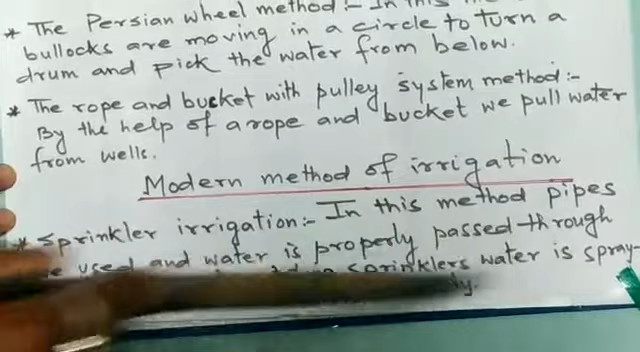 * The Persian wheel method:- In this
bullocks are moving in a circle to turn a
drum and pick the water from below.
* The rope and bucket with pulley system method:-
By the help of a rope and bucket we pull water
from wells.
Modern method of irrigation
* Sprinkler irrigation:- In this method pipes
used and water is properly passed through
sprinklers water is spray-